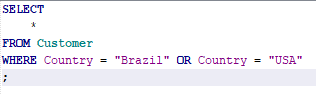 SELECT
*
FROM Customer
WHERE Country = "Brazil" OR Country = "USA"
;